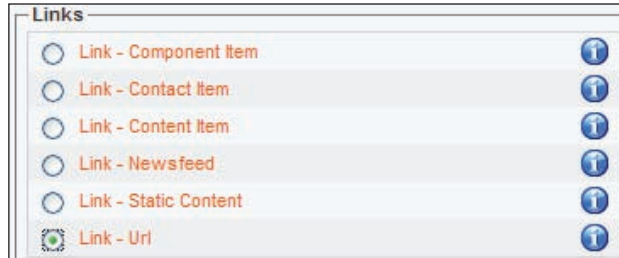 Links
Link - Component Item
Link - Contact Item
Link - Content Item
Link - Newsfeed
Link - Static Content
Link - Url